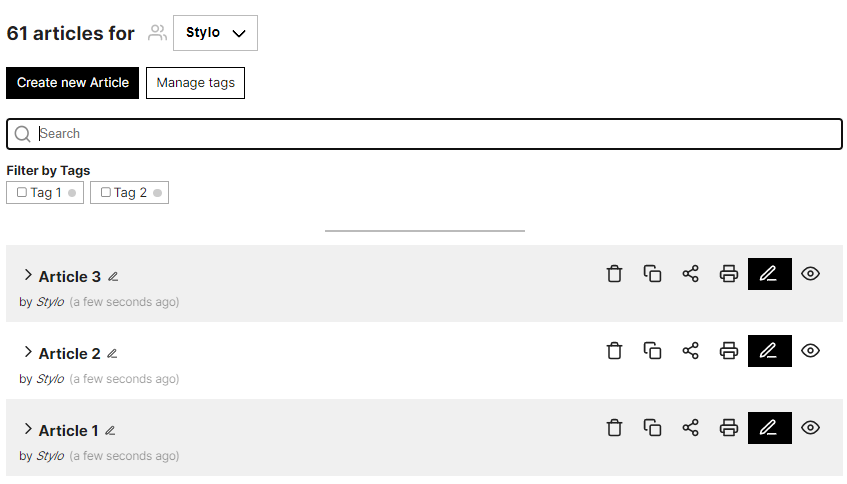 61 articles for Stylo
Create new Article Manage tags
Search
Filter by Tags
Tag 1 Tag 2
Article 3
by Stylo (a few seconds ago)
Article 2
by Stylo (a few seconds ago)
Article 1
by Stylo (a few seconds ago)